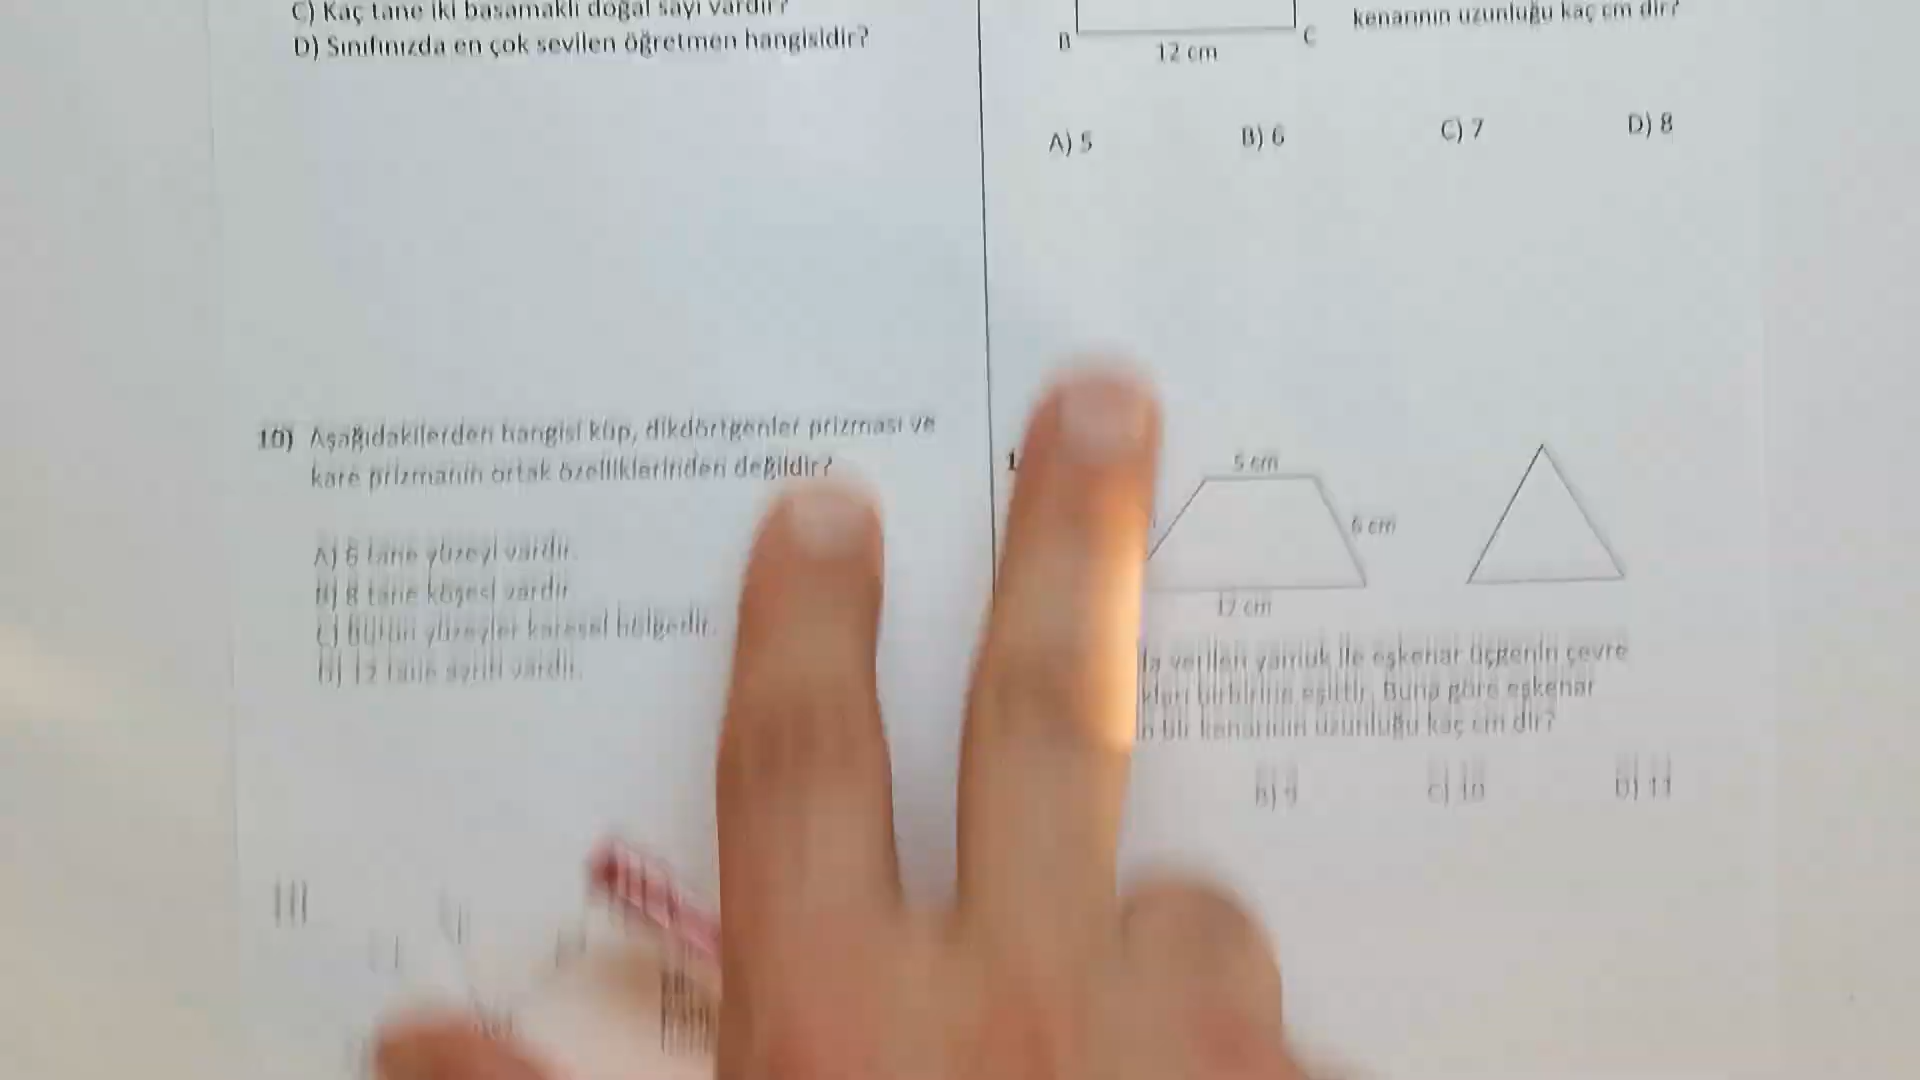 C) Kaç tane iki basamaklı doğal sayı vardır?
D) Sınıfınızda en çok sevilen öğretmen hangisidir?
10) Aşağıdakilerden hangisi küp, dikdörtgenler prizması ve
kare prizmanın ortak özelliklerinden değildir?
A) 6 tane yüzeyi vardır.
B) 8 tane köşesi vardır.
C) Bütün yüzeyler karesel bölgedir.
D) 12 tane ayrıtı vardır.
kenarının uzunluğu kaç cm dir?
B
C
12 cm
A) 5
B) 6
C) 7
D) 8
1
5 cm
6 cm
12 cm
verilen yamuk ile eşkenar üçgenin çevre
birbirine eşittir. Buna göre eşkenar
bir kenarının uzunluğu kaç cm dir?
B) 9
C) 10
D) 11